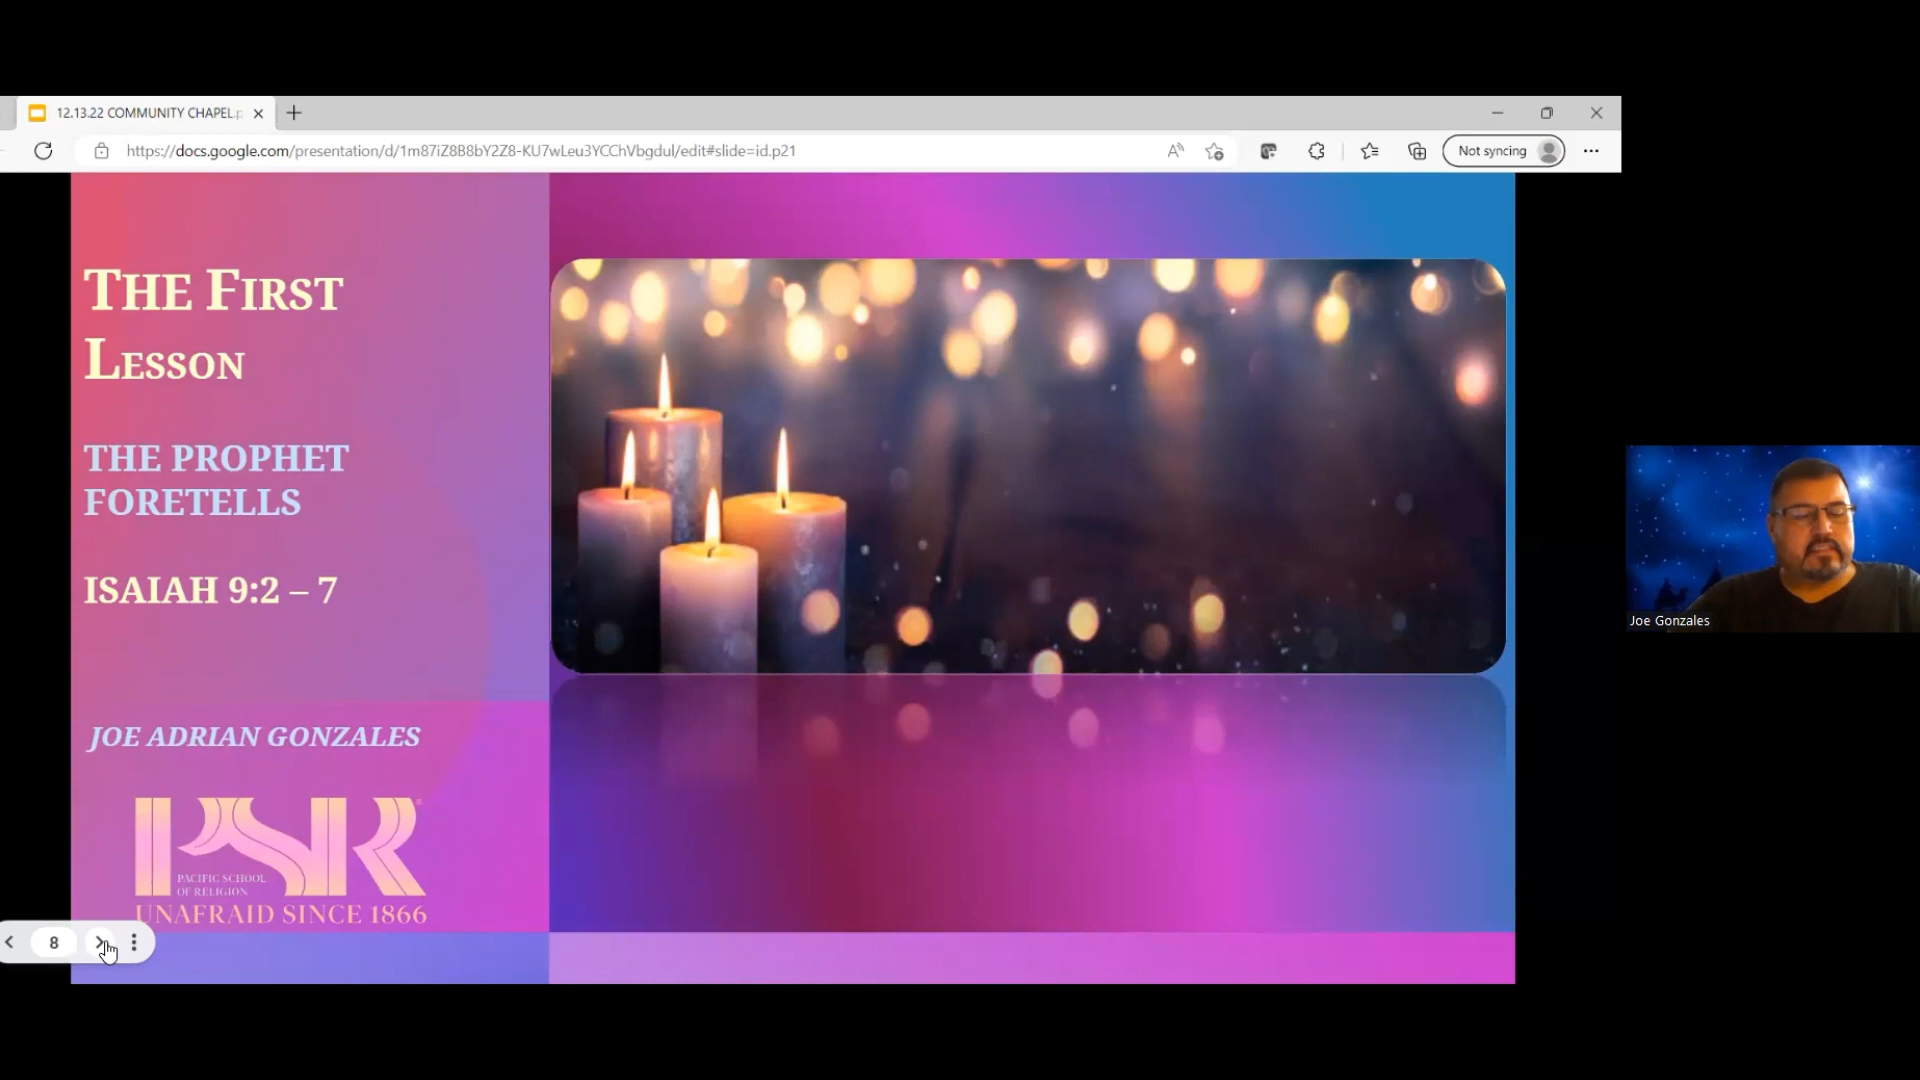 12.13.22 COMMUNITY CHAPEL.p
https://docs.google.com/presentation/d/1m87iZ8B8bY2Z8-KU7wLeu3YCChVbgdul/edit#slide=id.p21
Not syncing
THE FIRST
LESSON
THE PROPHET
FORETELLS
ISAIAH 9:2 – 7
JOE ADRIAN GONZALES
PSR
PACIFIC SCHOOL
OF RELIGION
UNAFRAID SINCE 1866
8
Joe Gonzales